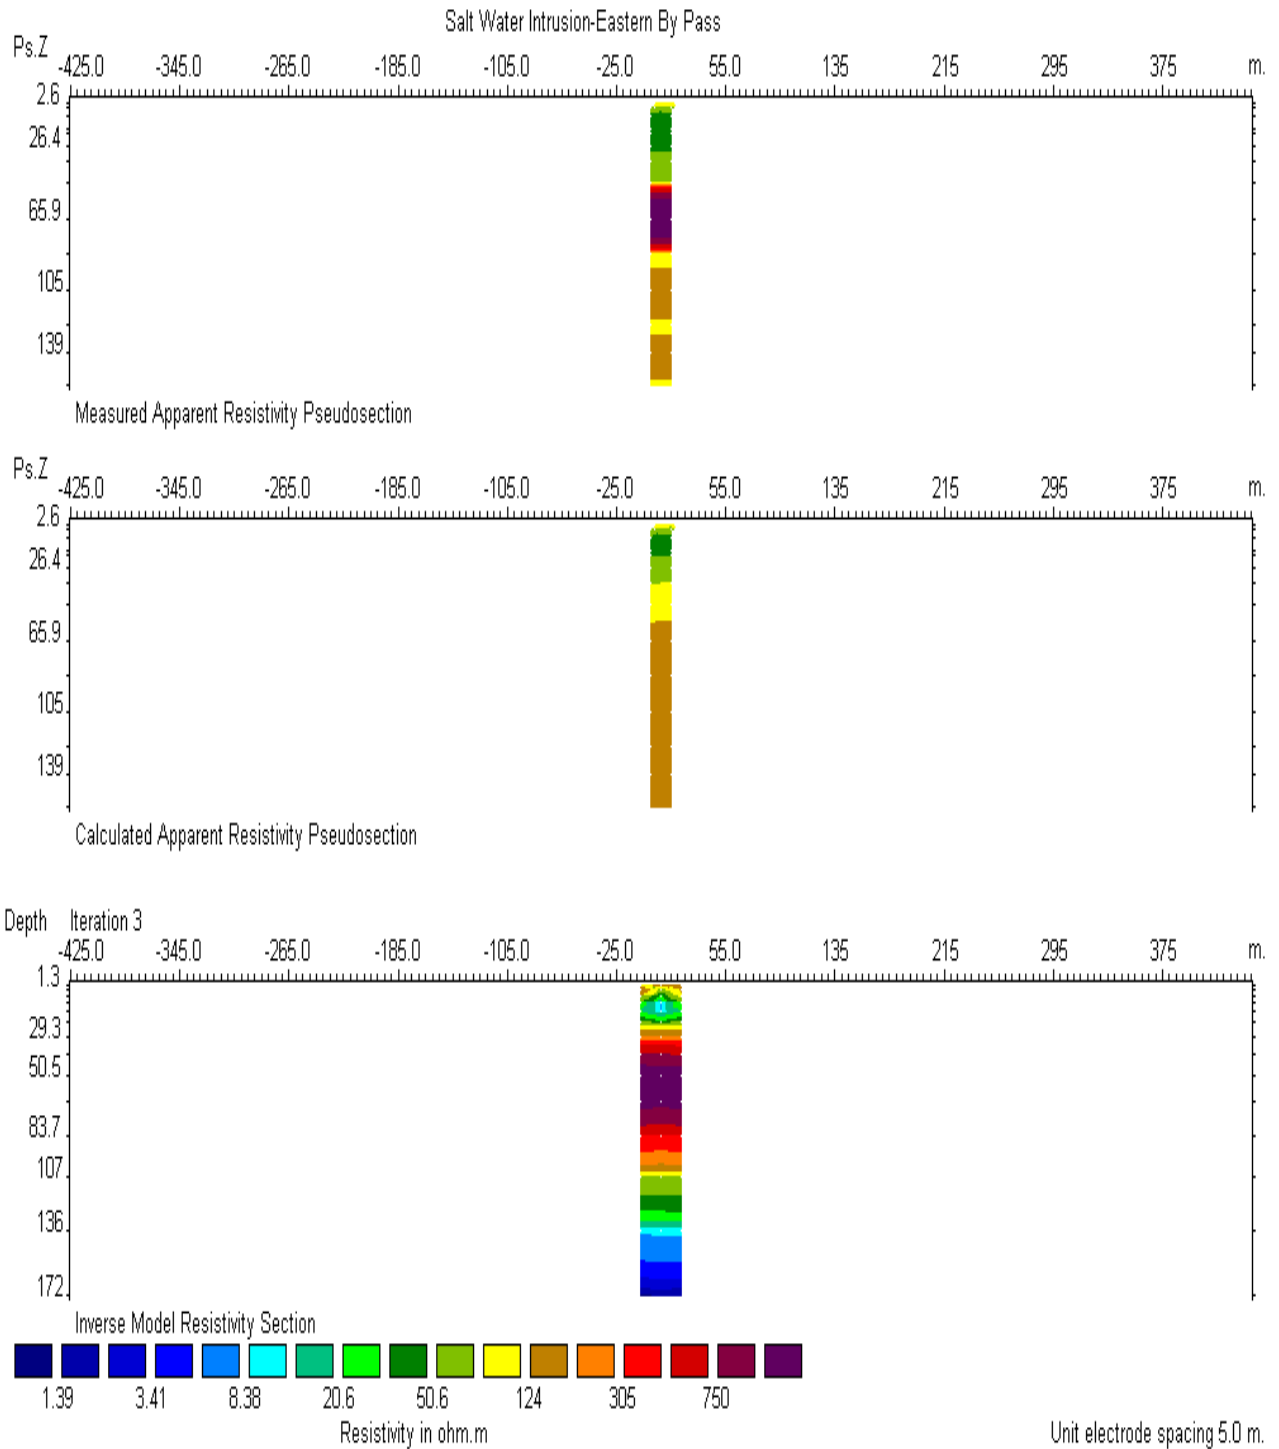 Salt Water Intrusion-Eastern By Pass
Ps.Z
-425.0 -345.0 -265.0 -185.0 -105.0 -25.0 55.0 135 215 295 375 m.
2.6
26.4
65.9
105
139
Measured Apparent Resistivity Pseudosection
Ps.Z
-425.0 -345.0 -265.0 -185.0 -105.0 -25.0 55.0 135 215 295 375 m.
2.6
26.4
65.9
105
139
Calculated Apparent Resistivity Pseudosection
Depth Iteration 3
-425.0 -345.0 -265.0 -185.0 -105.0 -25.0 55.0 135 215 295 375 m.
1.3
29.3
50.5
83.7
107
136
172
Inverse Model Resistivity Section
1.39 3.41 8.38 20.6 50.6 124 305 750
Resistivity in ohm.m Unit electrode spacing 5.0 m.